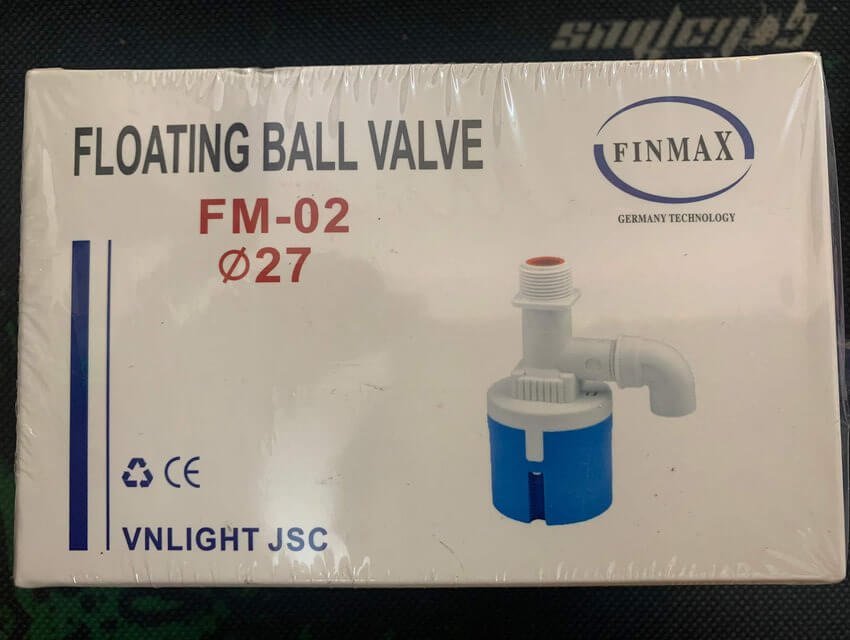 FLOATING BALL VALVE
FM-02
Ø27
FINMAX
GERMANY TECHNOLOGY
CE
VNLIGHT JSC